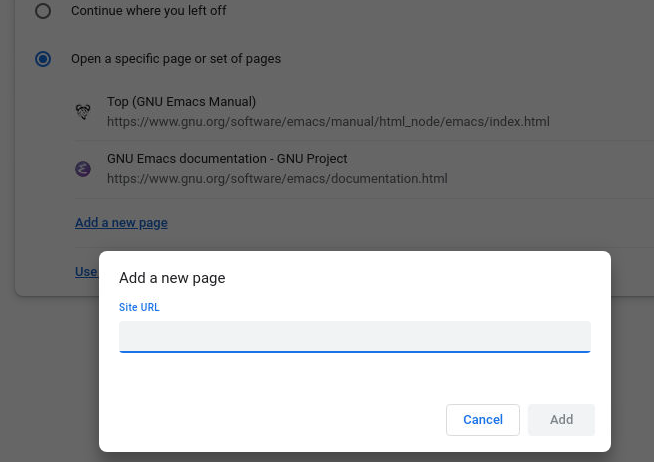 Continue where you left off
Open a specific page or set of pages
Top (GNU Emacs Manual)
https://www.gnu.org/software/emacs/manual/html_node/emacs/index.html
GNU Emacs documentation - GNU Project
https://www.gnu.org/software/emacs/documentation.html
Add a new page
Use
Add a new page
Site URL
Cancel
Add